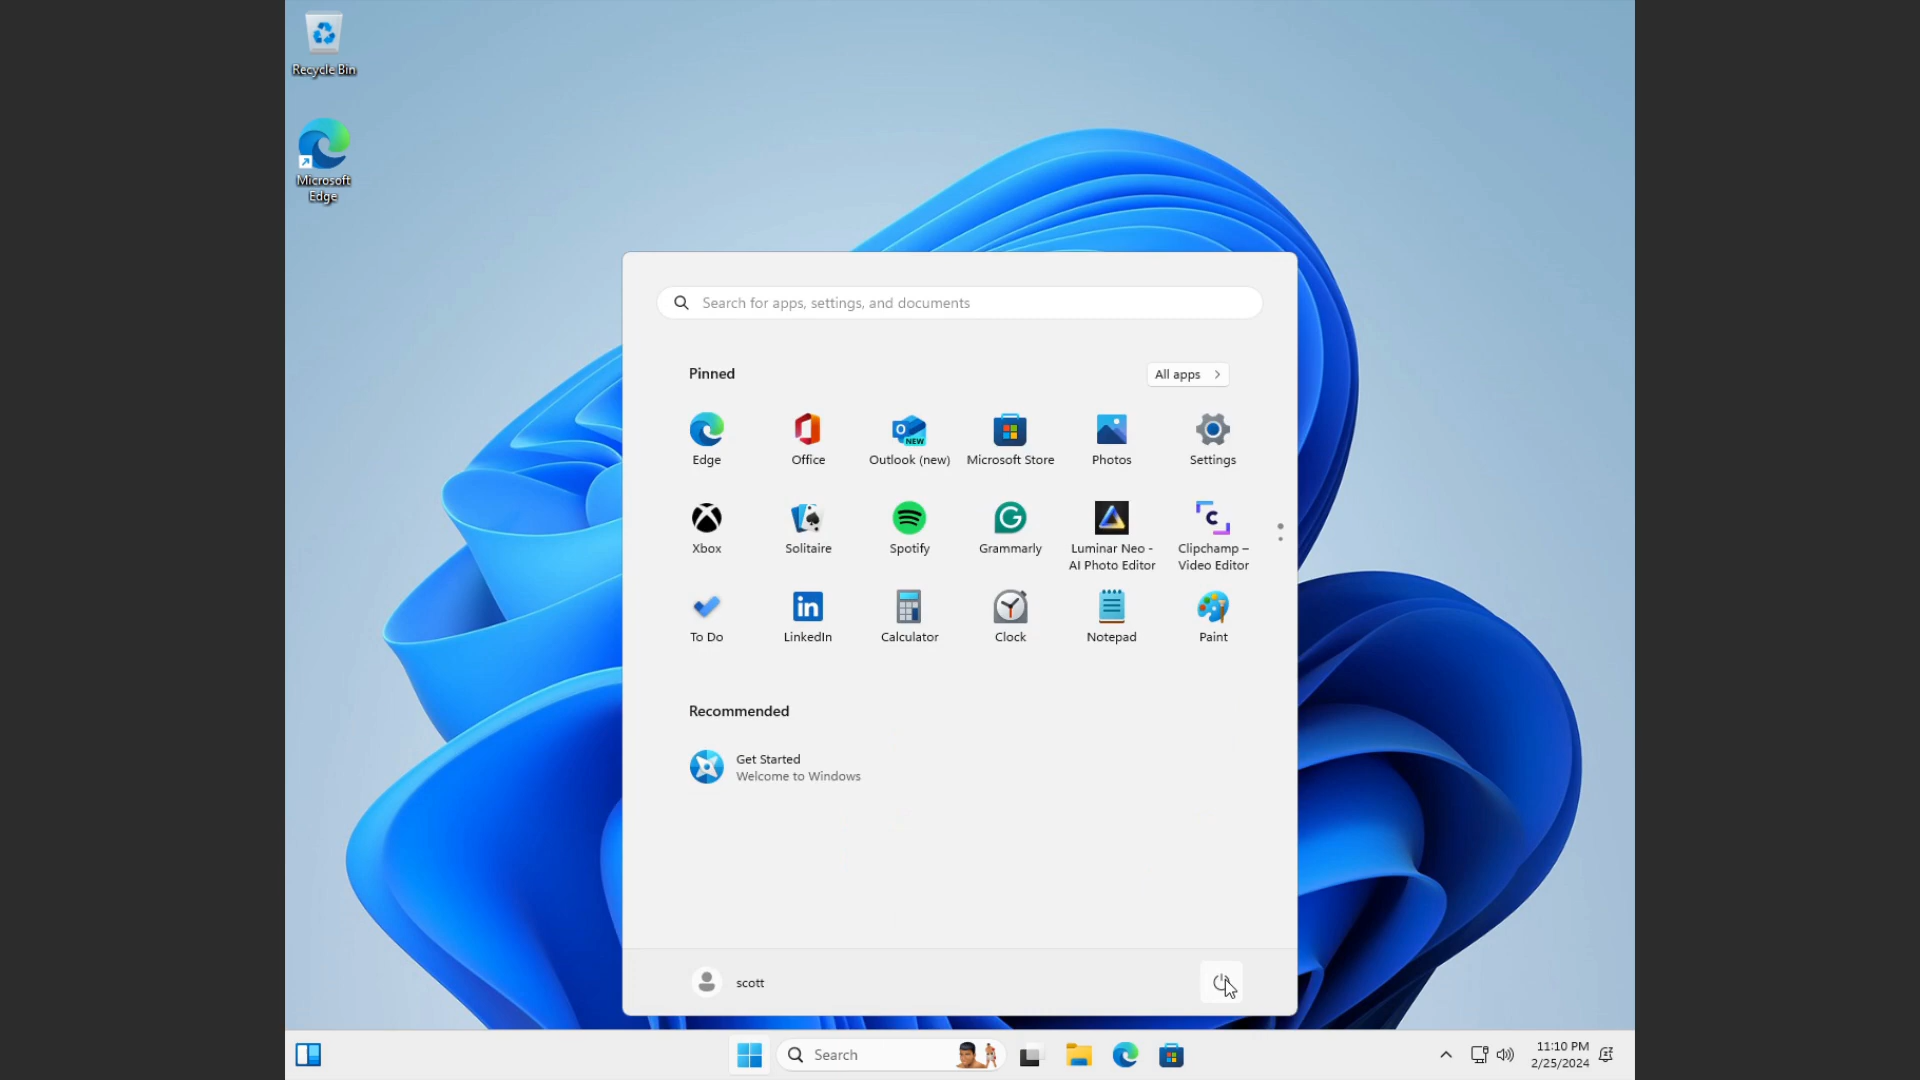 Recycle Bin
Microsoft
Edge
Search for apps, settings, and documents
Pinned
All apps
Edge
Office
Outlook (new)
Microsoft Store
Photos
Settings
Xbox
Solitaire
Spotify
Grammarly
Luminar Neo -
AI Photo Editor
Clipchamp –
Video Editor
To Do
LinkedIn
Calculator
Clock
Notepad
Paint
Recommended
Get Started
Welcome to Windows
scott
Search
11:10 PM
2/25/2024